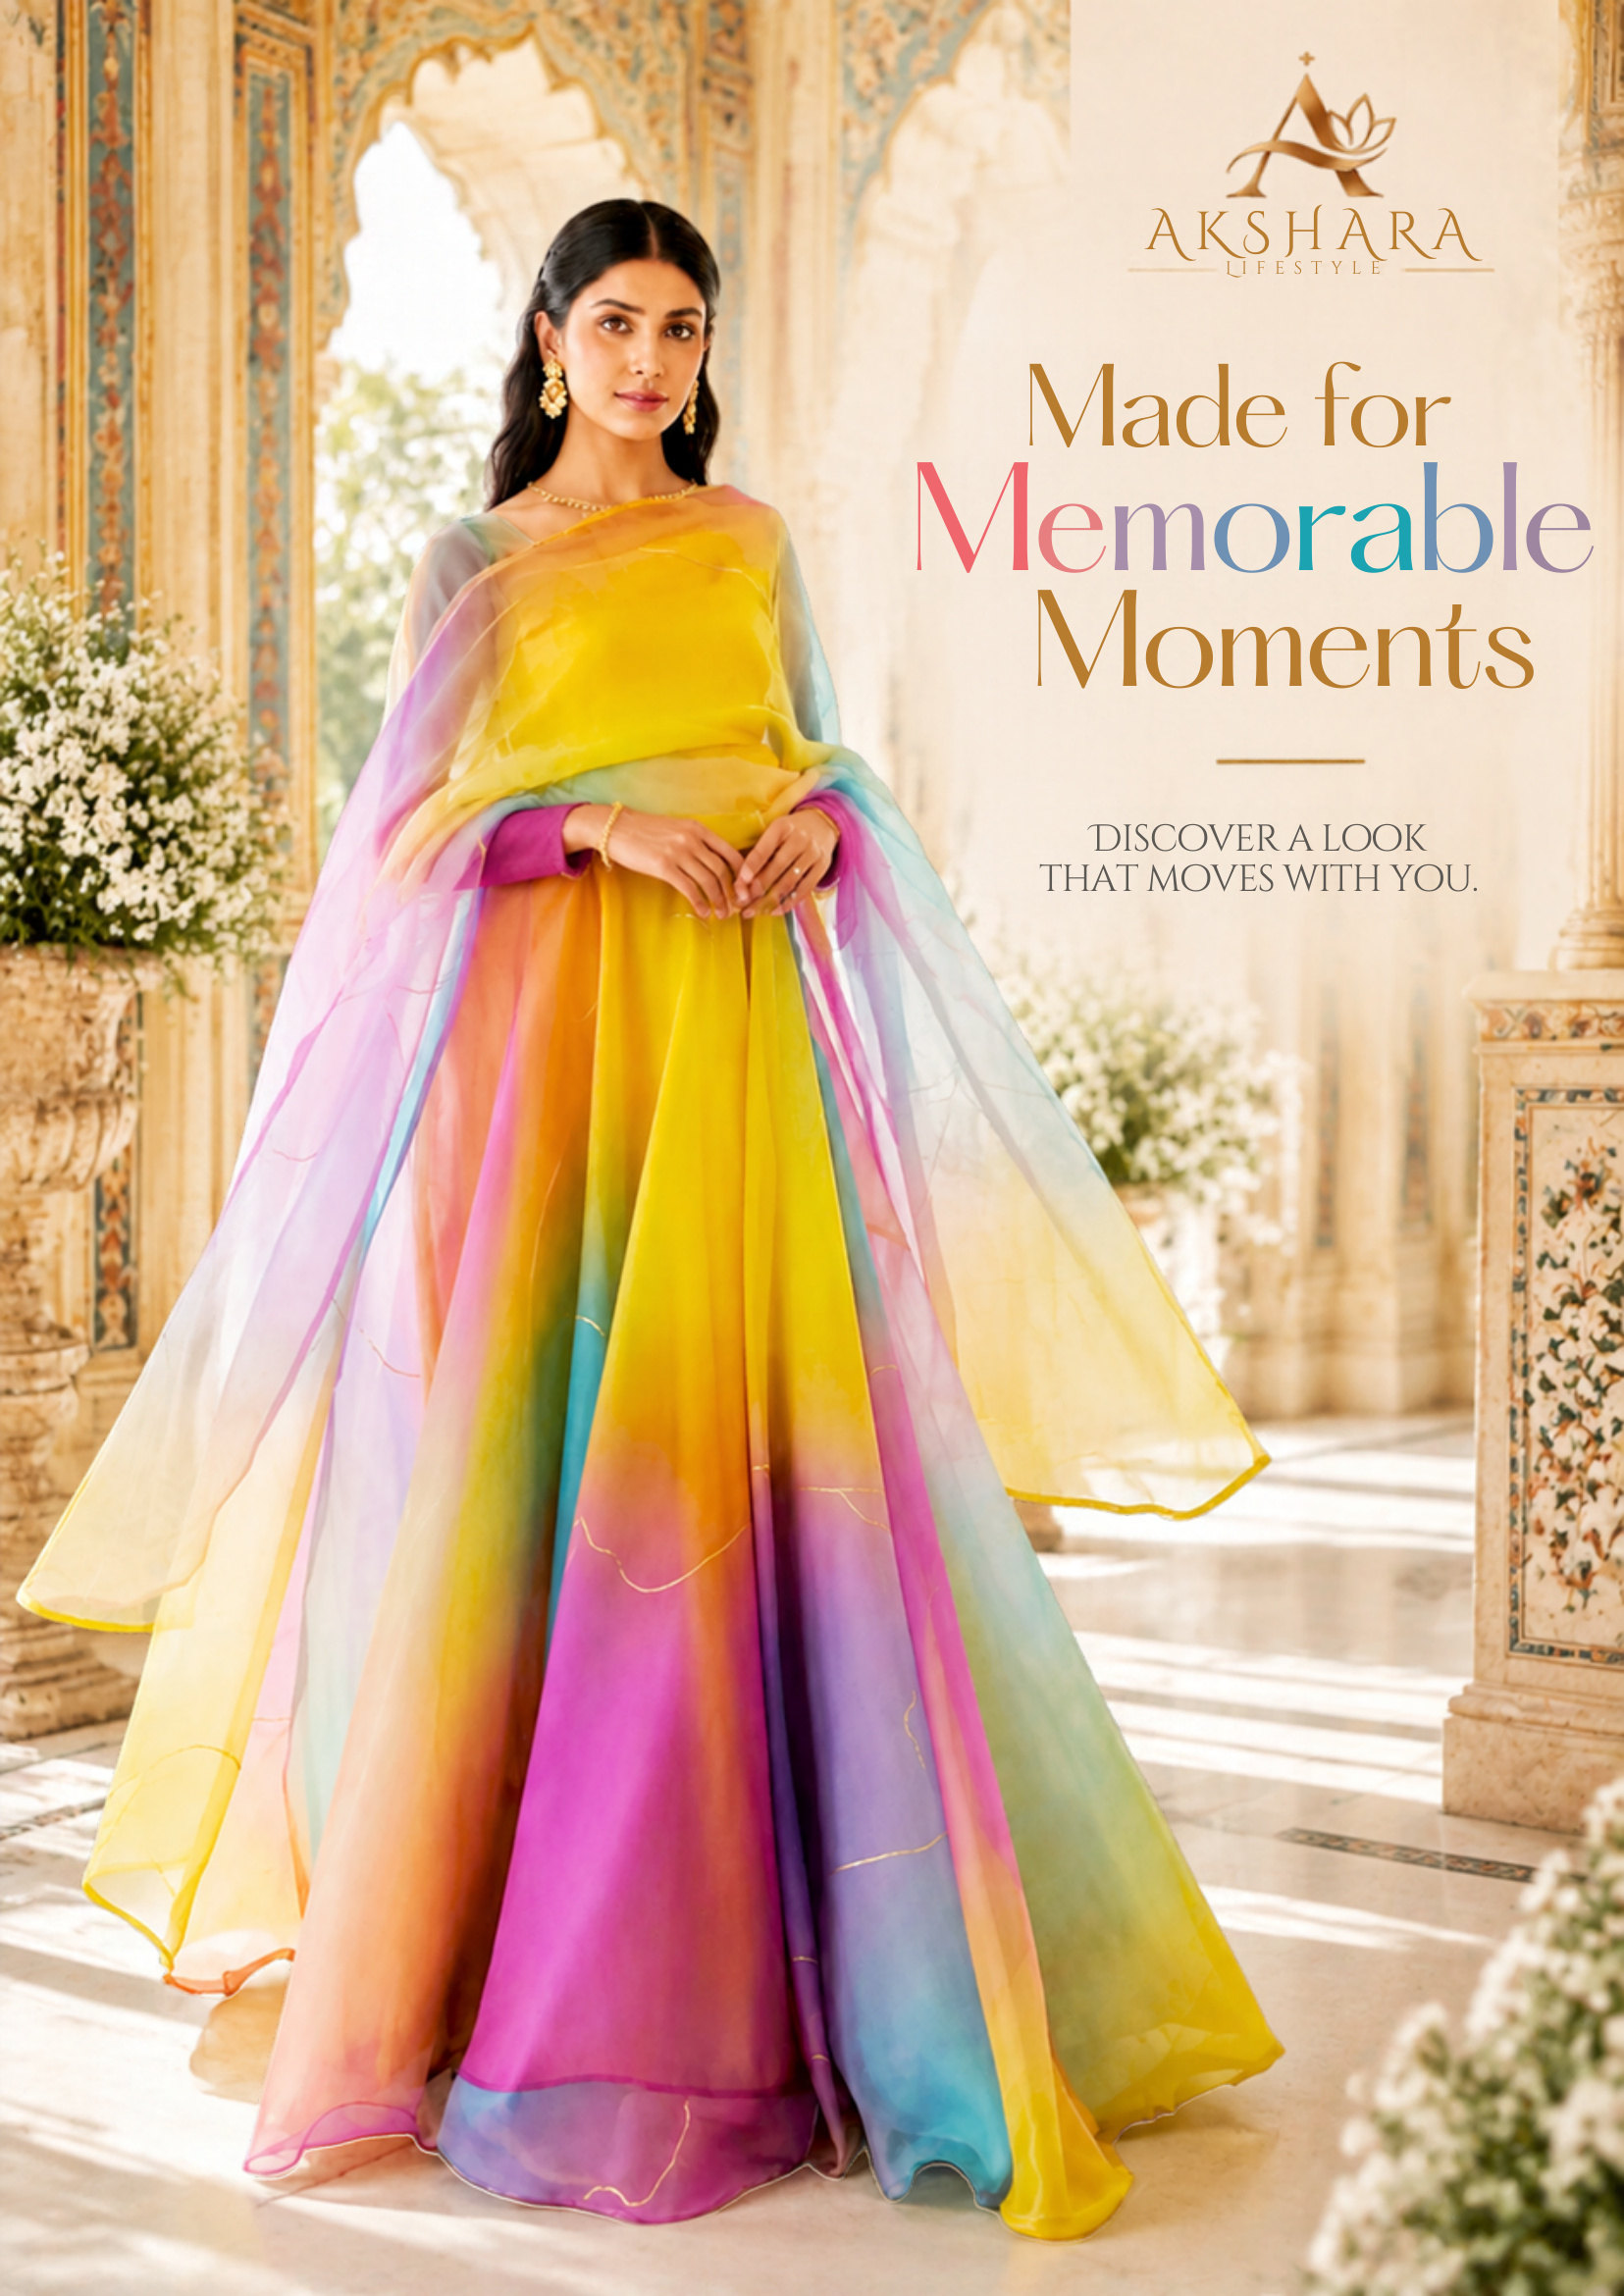 AKSHARA
LIFESTYLE
Made for
Memorable
Moments
DISCOVER A LOOK
THAT MOVES WITH YOU.